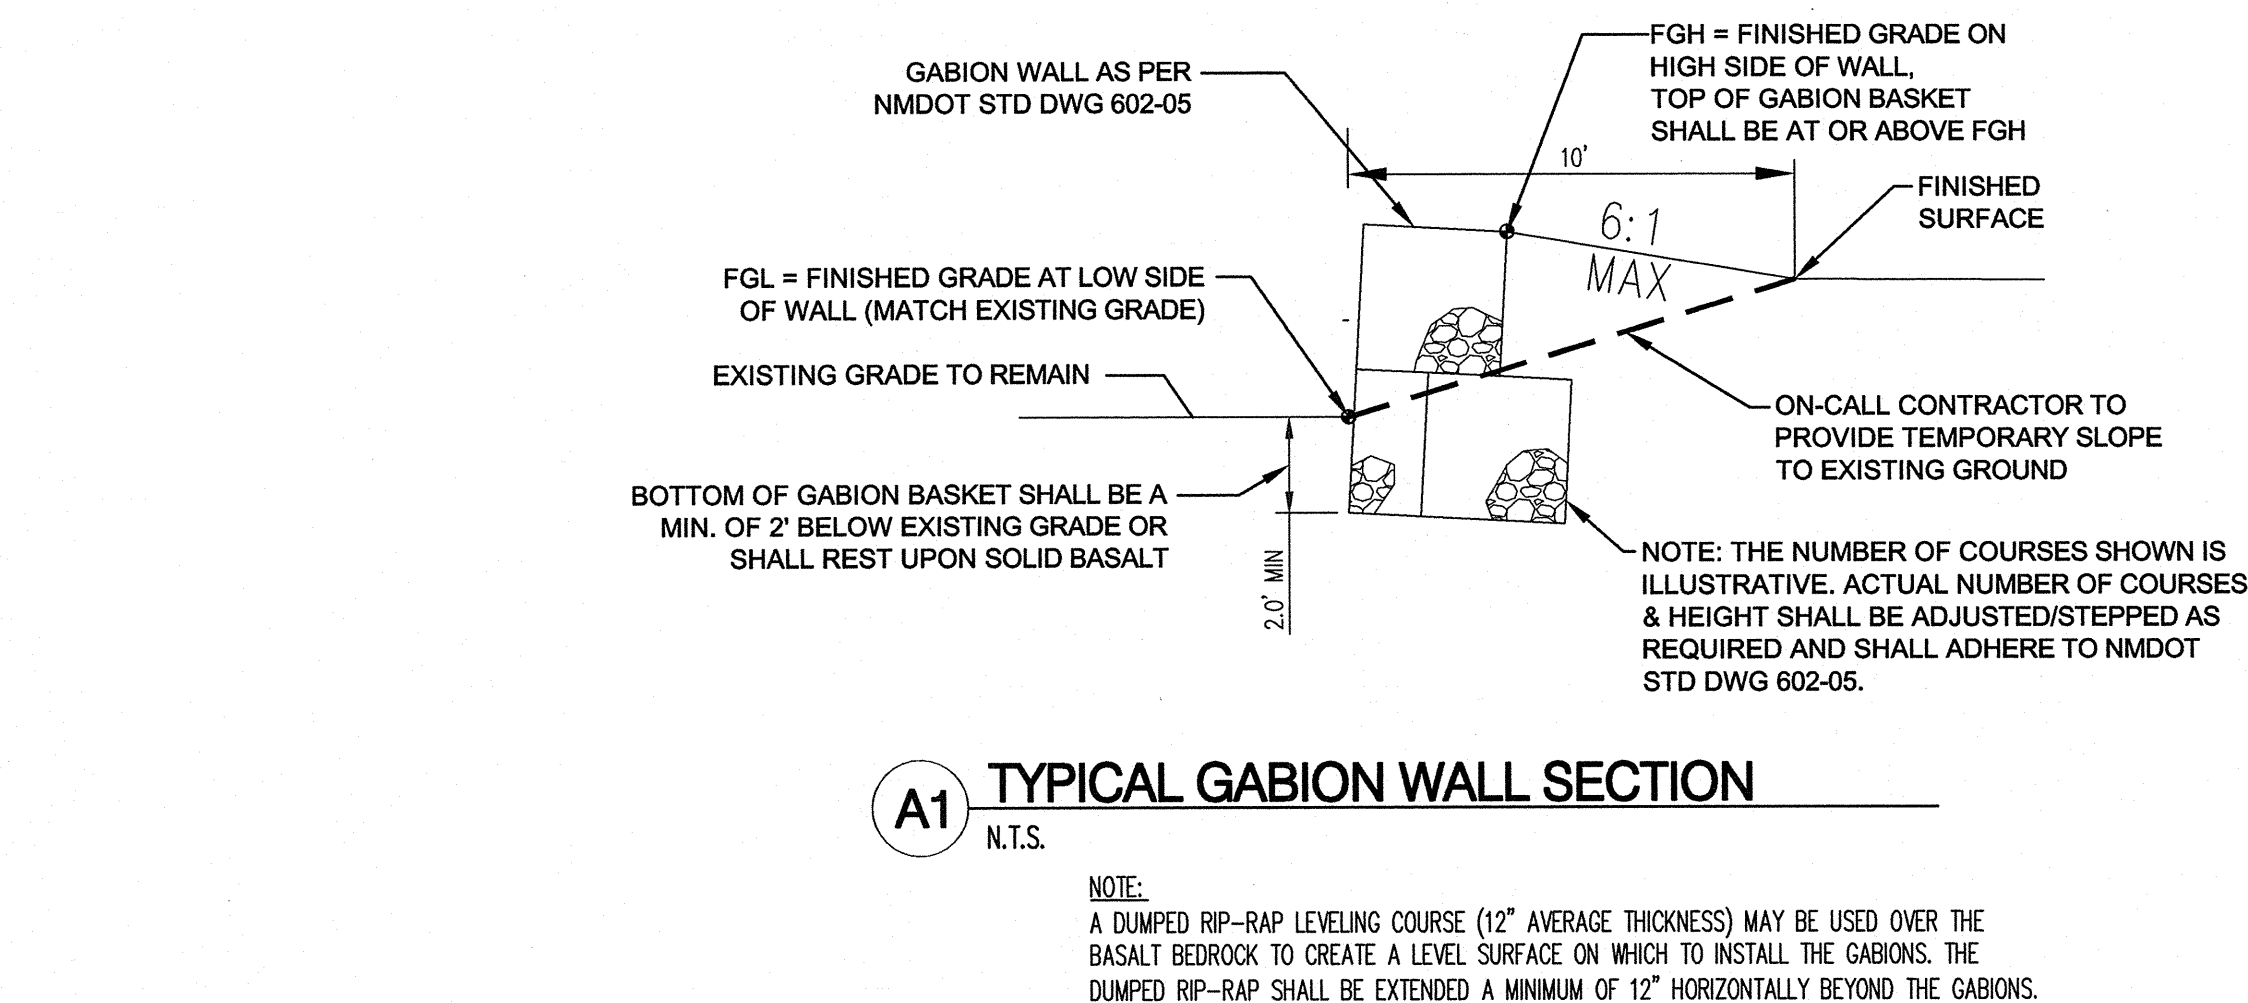 GABION WALL AS PER
NMDOT STD DWG 602-05
FGH = FINISHED GRADE ON
HIGH SIDE OF WALL,
TOP OF GABION BASKET
SHALL BE AT OR ABOVE FGH
10'
FINISHED
SURFACE
6:1
MAX
FGL = FINISHED GRADE AT LOW SIDE
OF WALL (MATCH EXISTING GRADE)
EXISTING GRADE TO REMAIN
ON-CALL CONTRACTOR TO
PROVIDE TEMPORARY SLOPE
TO EXISTING GROUND
BOTTOM OF GABION BASKET SHALL BE A
MIN. OF 2' BELOW EXISTING GRADE OR
SHALL REST UPON SOLID BASALT
2.0' MIN
NOTE: THE NUMBER OF COURSES SHOWN IS
ILLUSTRATIVE. ACTUAL NUMBER OF COURSES
& HEIGHT SHALL BE ADJUSTED/STEPPED AS
REQUIRED AND SHALL ADHERE TO NMDOT
STD DWG 602-05.
A1
TYPICAL GABION WALL SECTION
N.T.S.
NOTE:
A DUMPED RIP-RAP LEVELING COURSE (12" AVERAGE THICKNESS) MAY BE USED OVER THE
BASALT BEDROCK TO CREATE A LEVEL SURFACE ON WHICH TO INSTALL THE GABIONS. THE
DUMPED RIP-RAP SHALL BE EXTENDED A MINIMUM OF 12" HORIZONTALLY BEYOND THE GABIONS.